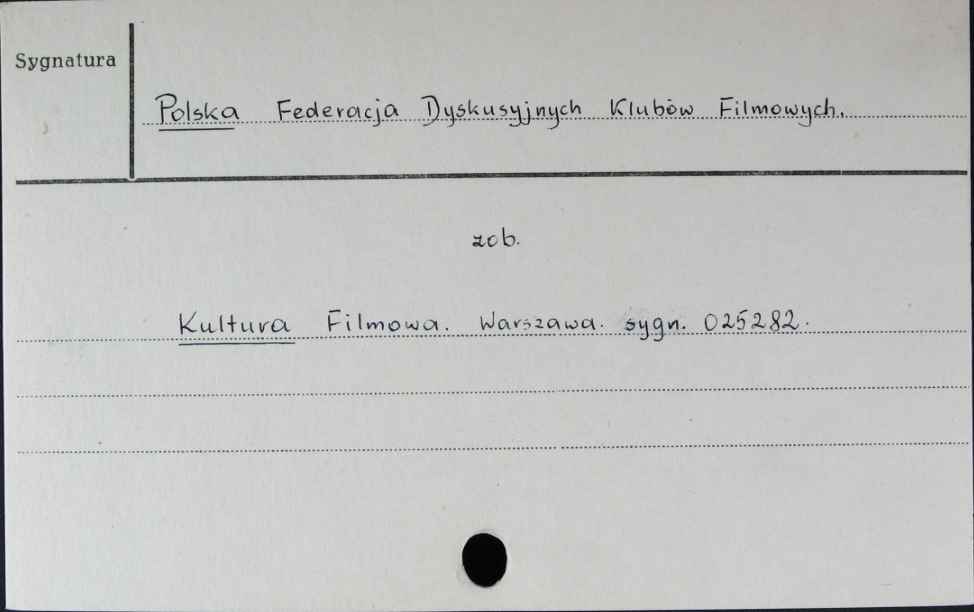 Sygnatura
Polska Federacja Dyskusyjnych Klubów Filmowych.
zob.
Kultura Filmowa. Warszawa. sygn. 025282.